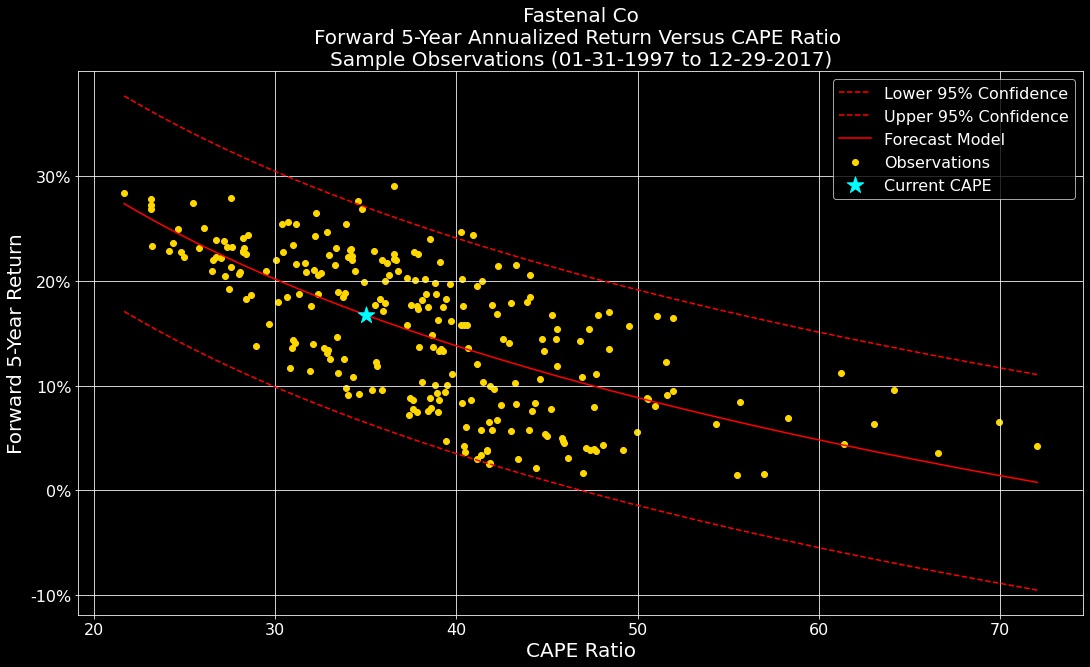 Fastenal Co
Forward 5-Year Annualized Return Versus CAPE Ratio
Sample Observations (01-31-1997 to 12-29-2017)
Lower 95% Confidence
Upper 95% Confidence
Forecast Model
Observations
Current CAPE
Forward 5-Year Return
30%
20%
10%
0%
-10%
20 30 40 50 60 70
CAPE Ratio